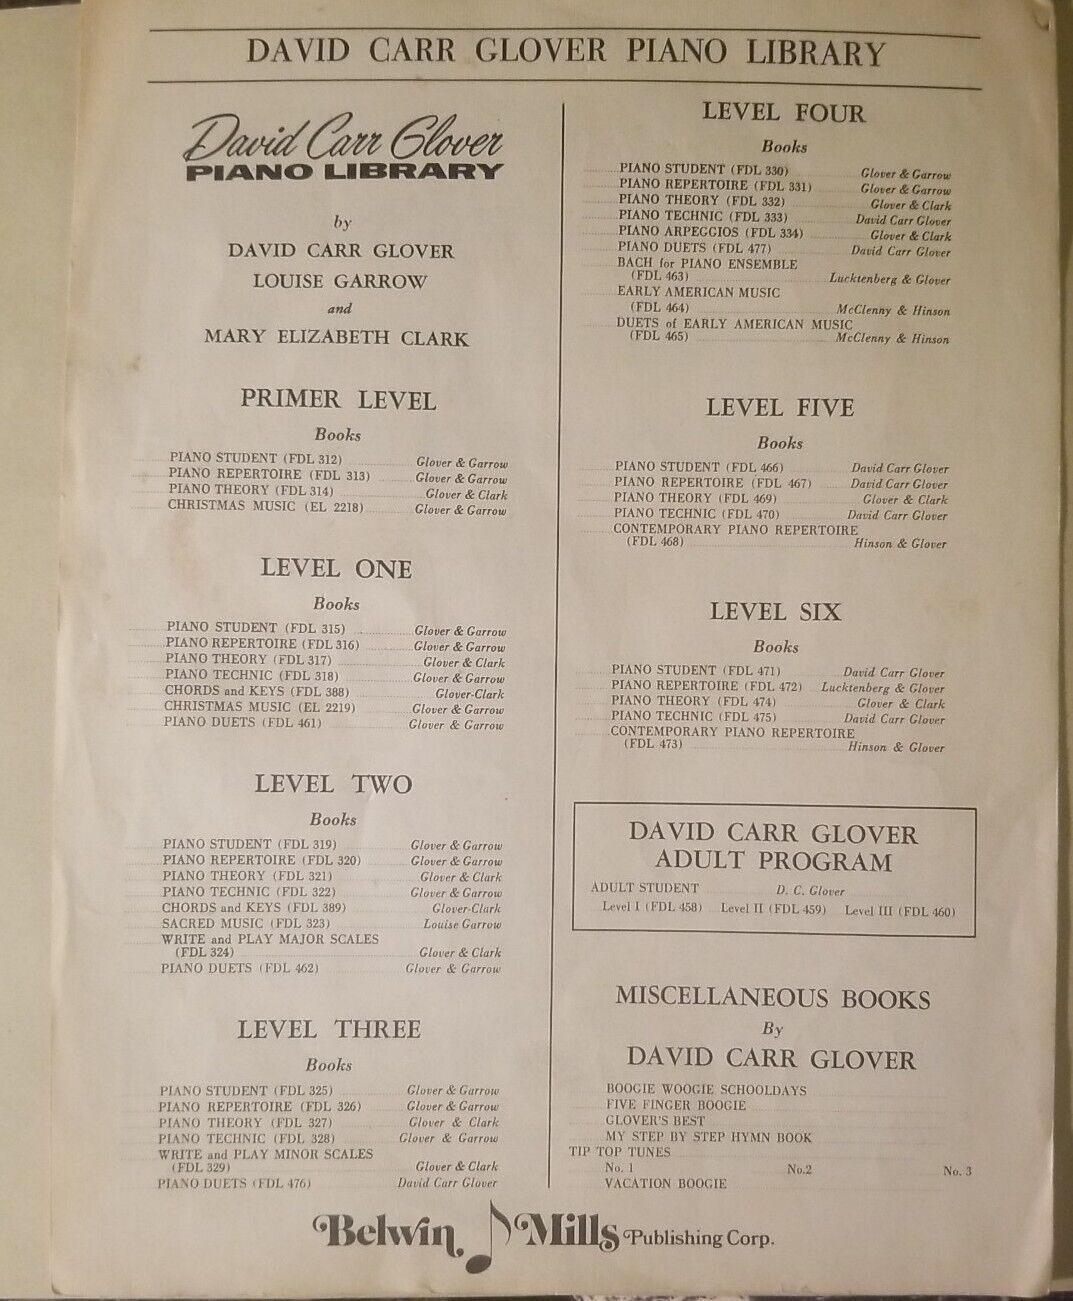 DAVID CARR GLOVER PIANO LIBRARY
David Carr Glover
PIANO LIBRARY
by
DAVID CARR GLOVER
LOUISE GARROW
and
MARY ELIZABETH CLARK
PRIMER LEVEL
Books
PIANO STUDENT (FDL 312) Glover & Garrow
PIANO REPERTOIRE (FDL 313) Glover & Garrow
PIANO THEORY (FDL 314) Glover & Clark
CHRISTMAS MUSIC (EL 2218) Glover & Garrow
LEVEL ONE
Books
PIANO STUDENT (FDL 315) Glover & Garrow
PIANO REPERTOIRE (FDL 316) Glover & Garrow
PIANO THEORY (FDL 317) Glover & Clark
PIANO TECHNIC (FDL 318) Glover & Garrow
CHORDS and KEYS (FDL 388) Glover-Clark
CHRISTMAS MUSIC (EL 2219) Glover & Garrow
PIANO DUETS (FDL 461) Glover & Garrow
LEVEL TWO
Books
PIANO STUDENT (FDL 319) Glover & Garrow
PIANO REPERTOIRE (FDL 320) Glover & Garrow
PIANO THEORY (FDL 321) Glover & Clark
PIANO TECHNIC (FDL 322) Glover & Garrow
CHORDS and KEYS (FDL 389) Glover-Clark
SACRED MUSIC (FDL 323) Louise Garrow
WRITE and PLAY MAJOR SCALES
(FDL 324) Glover & Clark
PIANO DUETS (FDL 462) Glover & Garrow
LEVEL THREE
Books
PIANO STUDENT (FDL 325) Glover & Garrow
PIANO REPERTOIRE (FDL 326) Glover & Garrow
PIANO THEORY (FDL 327) Glover & Clark
PIANO TECHNIC (FDL 328) Glover & Garrow
WRITE and PLAY MINOR SCALES
(FDL 329) Glover & Clark
PIANO DUETS (FDL 476) David Carr Glover
LEVEL FOUR
Books
PIANO STUDENT (FDL 330) Glover & Garrow
PIANO REPERTOIRE (FDL 331) Glover & Garrow
PIANO THEORY (FDL 332) Glover & Clark
PIANO TECHNIC (FDL 333) David Carr Glover
PIANO ARPEGGIOS (FDL 334) Glover & Clark
PIANO DUETS (FDL 477) David Carr Glover
BACH for PIANO ENSEMBLE
(FDL 463) Lucktenberg & Glover
EARLY AMERICAN MUSIC
(FDL 464) McClenny & Hinson
DUETS of EARLY AMERICAN MUSIC
(FDL 465) McClenny & Hinson
LEVEL FIVE
Books
PIANO STUDENT (FDL 466) David Carr Glover
PIANO REPERTOIRE (FDL 467) David Carr Glover
PIANO THEORY (FDL 469) Glover & Clark
PIANO TECHNIC (FDL 470) David Carr Glover
CONTEMPORARY PIANO REPERTOIRE
(FDL 468) Hinson & Glover
LEVEL SIX
Books
PIANO STUDENT (FDL 471) David Carr Glover
PIANO REPERTOIRE (FDL 472) Lucktenberg & Glover
PIANO THEORY (FDL 474) Glover & Clark
PIANO TECHNIC (FDL 475) David Carr Glover
CONTEMPORARY PIANO REPERTOIRE
(FDL 473) Hinson & Glover
DAVID CARR GLOVER
ADULT PROGRAM
ADULT STUDENT D. C. Glover
Level I (FDL 458) Level II (FDL 459) Level III (FDL 460)
MISCELLANEOUS BOOKS
By
DAVID CARR GLOVER
BOOGIE WOOGIE SCHOOLDAYS
FIVE FINGER BOOGIE
GLOVER'S BEST
MY STEP BY STEP HYMN BOOK
TIP TOP TUNES
No. 1 No.2 No. 3
VACATION BOOGIE
Belwin Mills Publishing Corp.